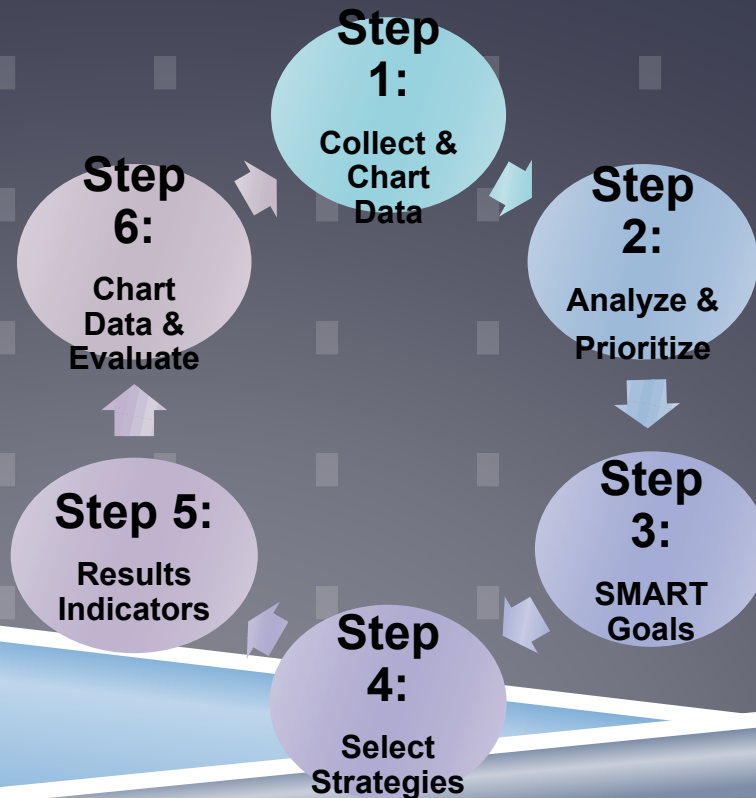 Step
1:
Collect &
Chart
Data
Step
2:
Analyze &
Prioritize
Step
3:
SMART
Goals
Step
4:
Select
Strategies
Step 5:
Results
Indicators
Step
6:
Chart
Data &
Evaluate